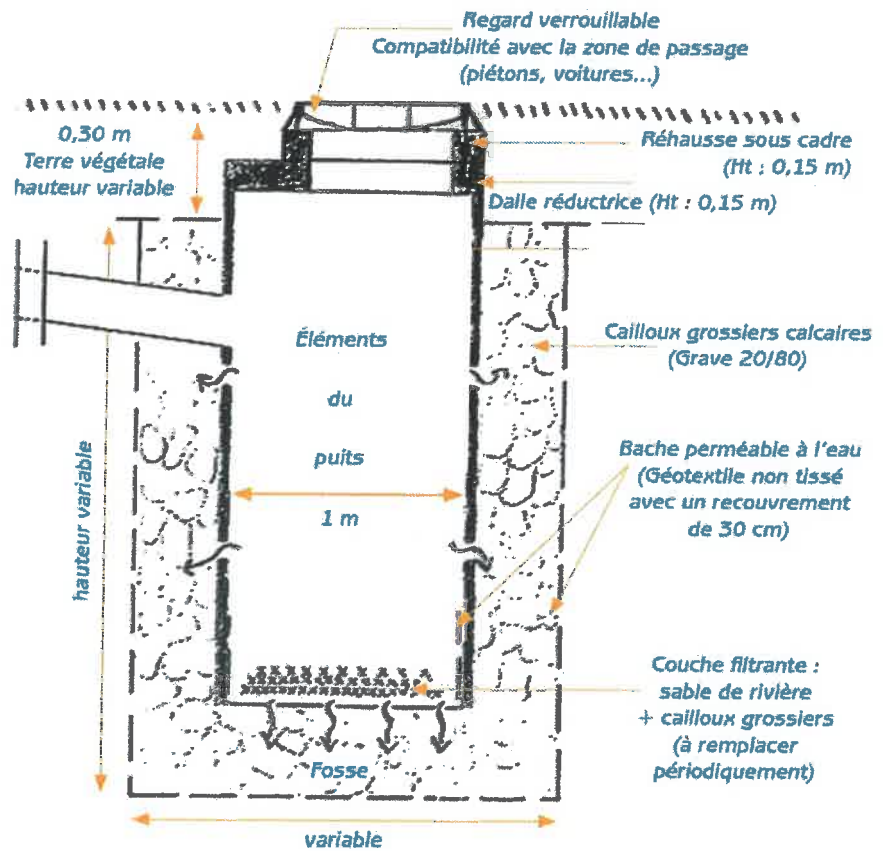 Regard verrouillable
Compatibilité avec la zone de passage
(piétons, voitures...)
0,30 m
Terre végétale
hauteur variable
Réhausse sous cadre
(Ht : 0,15 m)
Dalle réductrice (Ht : 0,15 m)
Éléments
du
puits
1 m
Cailloux grossiers calcaires
(Grave 20/80)
hauteur variable
Bache perméable à l'eau
(Géotextile non tissé
avec un recouvrement
de 30 cm)
Couche filtrante :
sable de rivière
+ cailloux grossiers
(à remplacer
périodiquement)
Fosse
variable